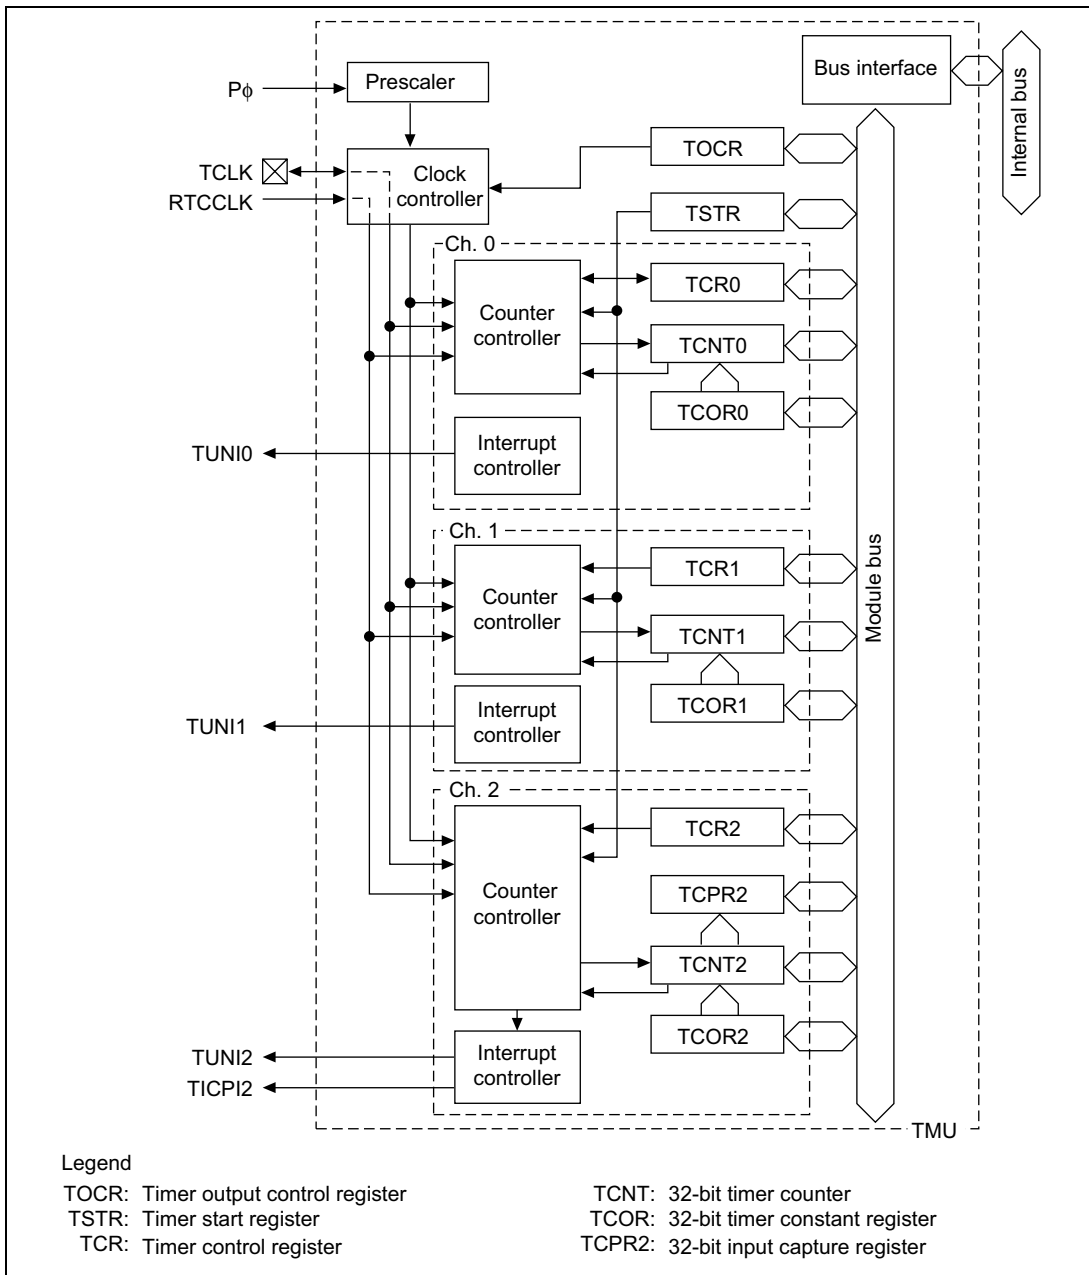 Bus interface
Internal bus
Pϕ
Prescaler
TCLK
RTCCLK
Clock
controller
TOCR
TSTR
Ch. 0
Counter
controller
TCR0
TCNT0
TCOR0
TUNI0
Interrupt
controller
Module bus
Ch. 1
Counter
controller
TCR1
TCNT1
TCOR1
TUNI1
Interrupt
controller
Ch. 2
Counter
controller
TCR2
TCPR2
TCNT2
TCOR2
TUNI2
TICPI2
Interrupt
controller
TMU
Legend
TOCR: Timer output control register
TSTR: Timer start register
TCR: Timer control register
TCNT: 32-bit timer counter
TCOR: 32-bit timer constant register
TCPR2: 32-bit input capture register